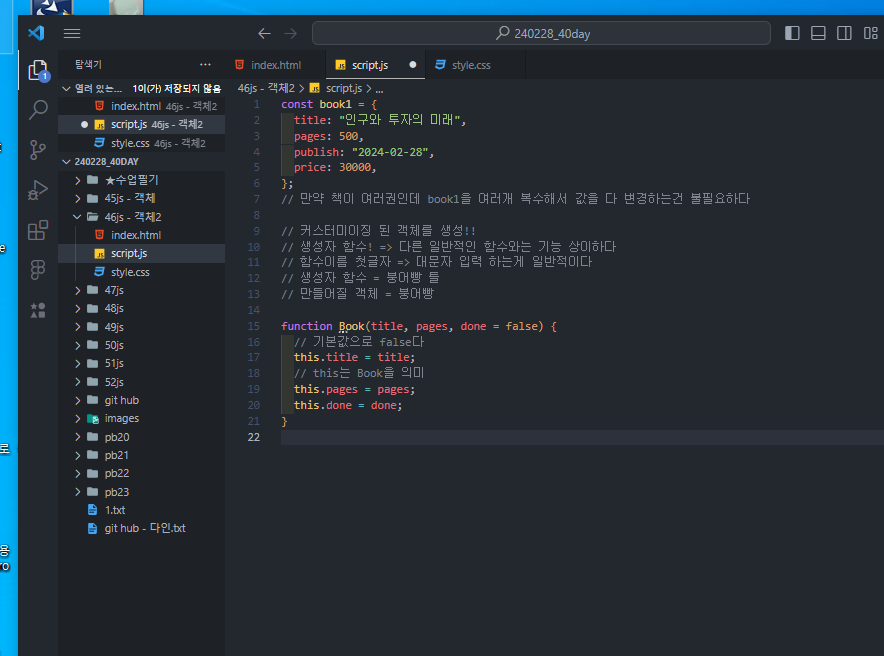 240228_40day
탐색기 ···
index.html
script.js
style.css
열려 있는... 1이(가) 저장되지 않음
index.html 46js - 객체2
script.js 46js - 객체2
style.css 46js - 객체2
240228_40DAY
★수업필기
45js - 객체
46js - 객체2
index.html
script.js
style.css
47js
48js
49js
50js
51js
52js
git hub
images
pb20
pb21
pb22
pb23
1.txt
git hub - 다인.txt
46js - 객체2 > script.js > ...
1 const book1 = {
2 title: "인구와 투자의 미래",
3 pages: 500,
4 publish: "2024-02-28",
5 price: 30000,
6 };
7 // 만약 책이 여러권인데 book1을 여러개 복수해서 값을 다 변경하는건 불필요하다
8
9 // 커스터미이징 된 객체를 생성!!
10 // 생성자 함수! => 다른 일반적인 함수와는 기능 상이하다
11 // 함수이름 첫글자 => 대문자 입력 하는게 일반적이다
12 // 생성자 함수 = 붕어빵 틀
13 // 만들어질 객체 = 붕어빵
14
15 function Book(title, pages, done = false) {
16 // 기본값으로 false다
17 this.title = title;
18 // this는 Book을 의미
19 this.pages = pages;
20 this.done = done;
21 }
22
1
로
용
ro
e